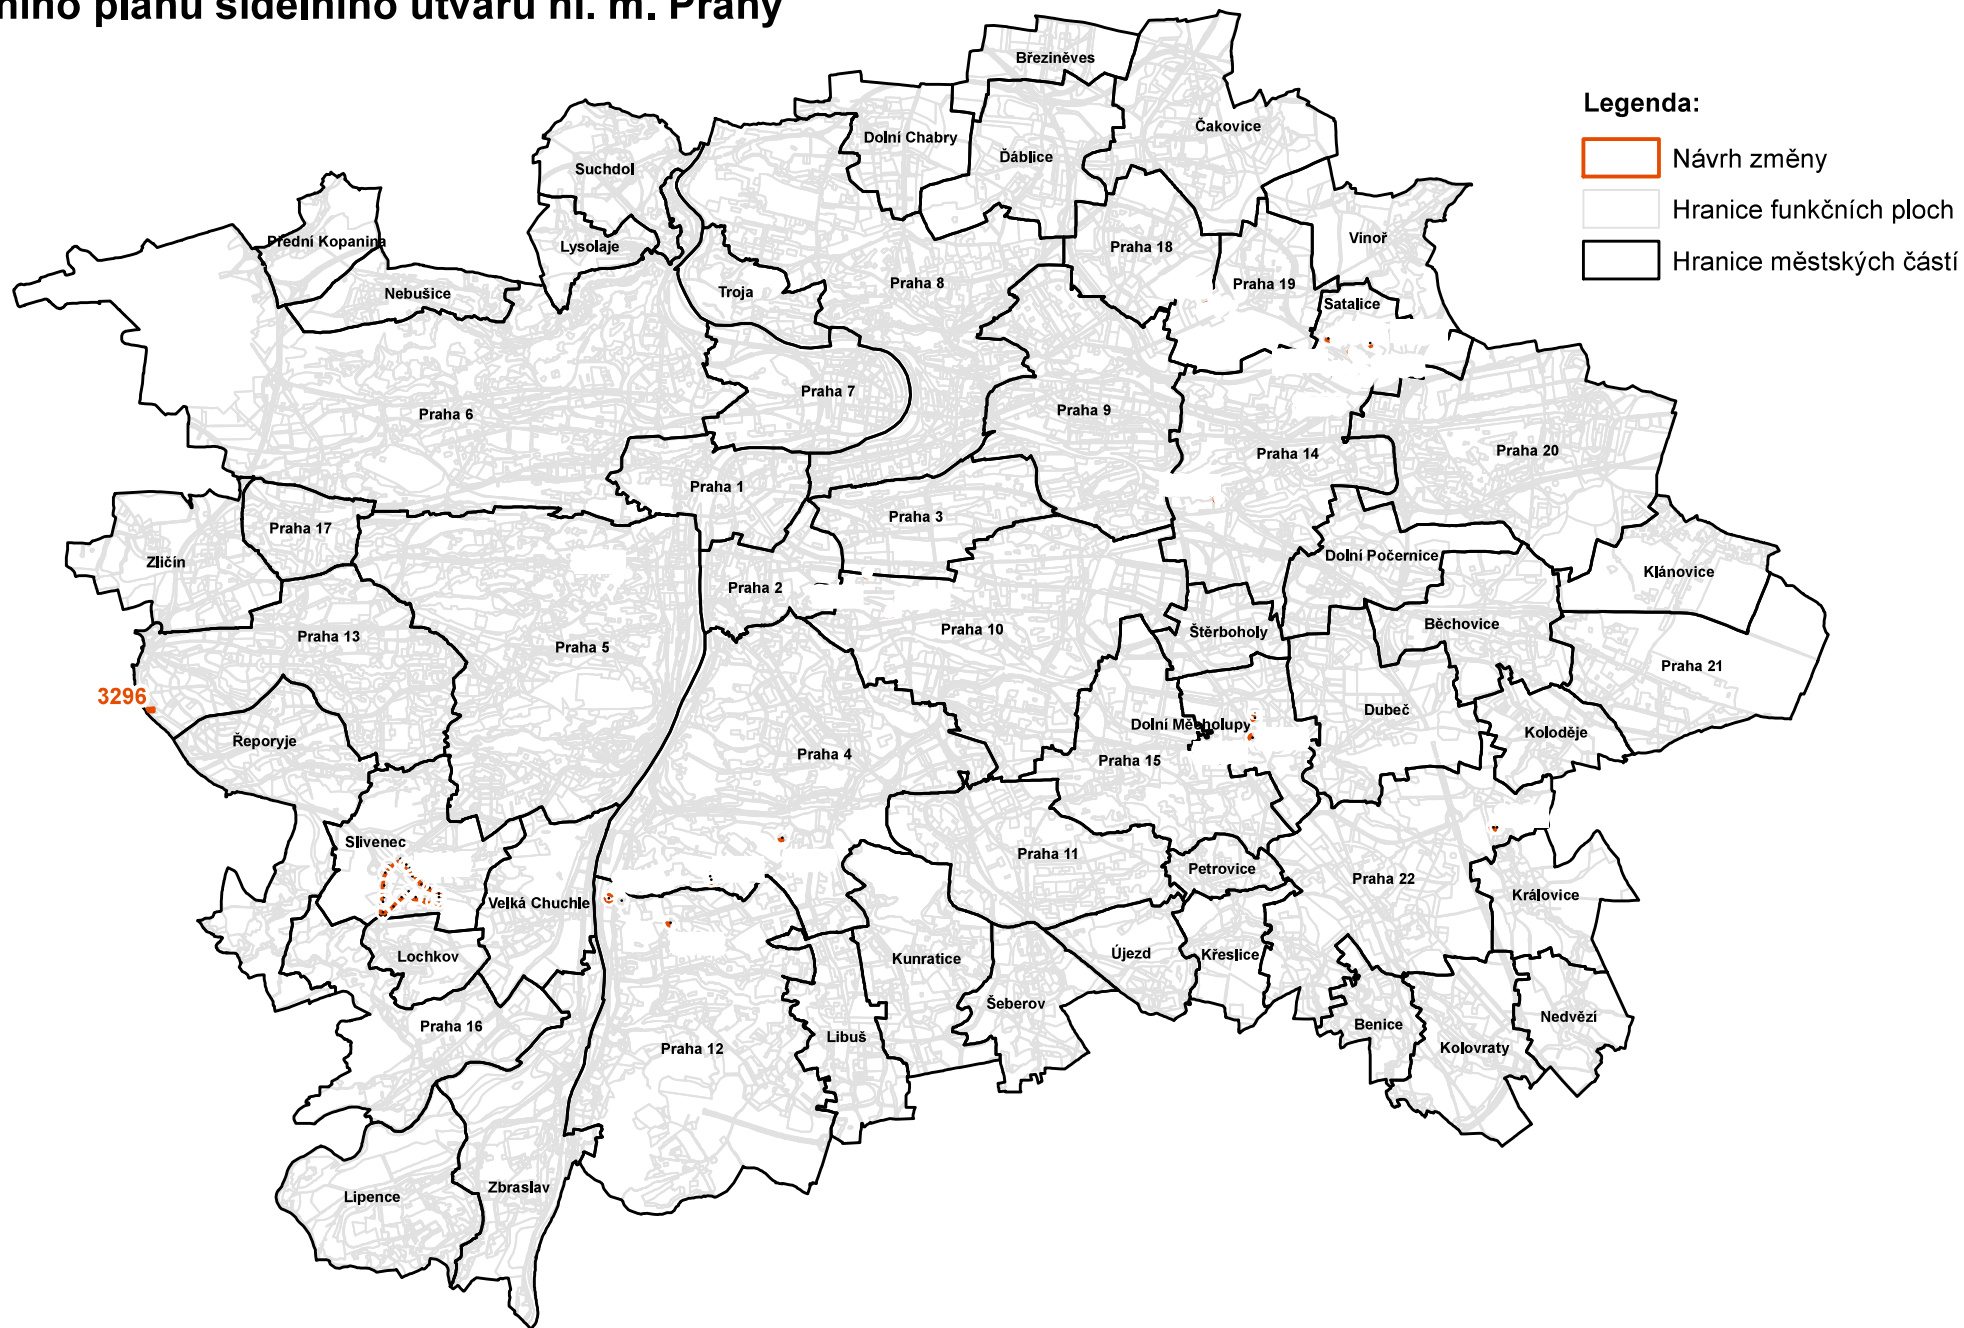 ního plánu sídelního útvaru hl. m. Prahy
Legenda:
Návrh změny
Hranice funkčních ploch
Hranice městských částí
Březiněves
Dolní Chabry
Čakovice
Ďáblice
Suchdol
Přední Kopanina
Lysolaje
Praha 18
Vinoř
Nebušice
Troja
Praha 8
Praha 19
Satalice
Praha 7
Praha 6
Praha 9
Praha 14
Praha 20
Praha 1
Praha 3
Praha 17
Zličín
Dolní Počernice
Klánovice
Praha 2
Praha 13
Praha 5
Praha 10
Štěrboholy
Běchovice
Praha 21
3296
Řeporyje
Dubeč
Dolní Měcholupy
Koloděje
Praha 4
Praha 15
Slivenec
Praha 11
Petrovice
Praha 22
Královice
Velká Chuchle
Lochkov
Kunratice
Újezd
Křeslice
Šeberov
Praha 16
Praha 12
Libuš
Benice
Nedvězí
Kolovraty
Lipence
Zbraslav